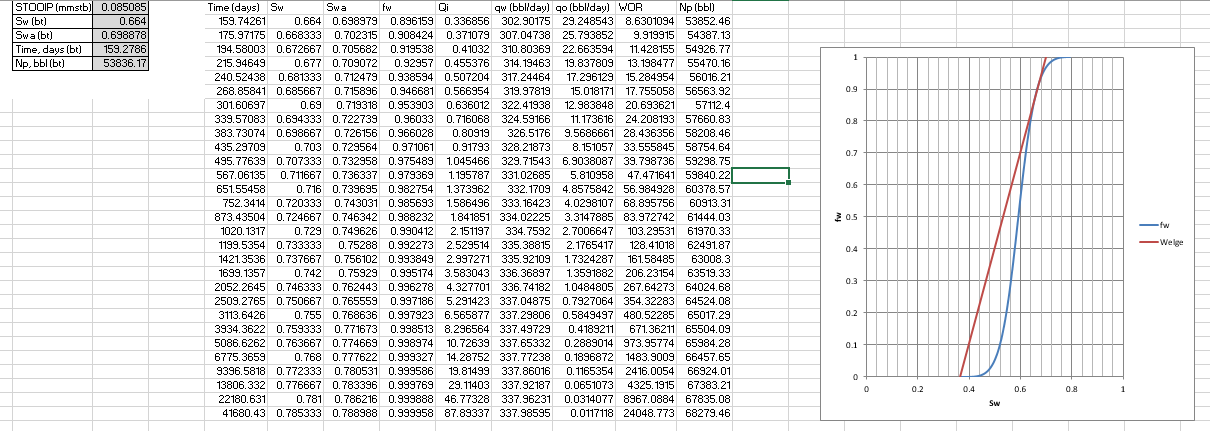 STOOIP (mmstb) 0.085085 Time (days) Sw Swa fw Qi qw (bbl/day) qo (bbl/day) WOR Np (bbl)
Sw (bt) 0.664 159.74261 0.664 0.698979 0.896159 0.336856 302.90175 29.248543 8.6301094 53852.46
Swa (bt) 0.698878 175.97175 0.668333 0.702315 0.908424 0.371079 307.04738 25.793852 9.919915 54387.13
Time, days (bt) 159.2786 194.58003 0.672667 0.705682 0.919538 0.41032 310.80369 22.663594 11.428155 54926.77
Np, bbl (bt) 53836.17 215.94649 0.677 0.709072 0.92957 0.455376 314.19463 19.837809 13.198477 55470.16
240.52438 0.681333 0.712479 0.938594 0.507204 317.24464 17.296129 15.284954 56016.21
268.85841 0.685667 0.715896 0.946681 0.566954 319.97819 15.018171 17.755058 56563.92
301.60697 0.69 0.719318 0.953903 0.636012 322.41938 12.983848 20.693621 57112.4
339.57083 0.694333 0.722739 0.96033 0.716068 324.59166 11.173616 24.208193 57660.83
383.73074 0.698667 0.726156 0.966028 0.80919 326.5176 9.5686661 28.436356 58208.46
435.29709 0.703 0.729564 0.971061 0.91793 328.21873 8.151057 33.555845 58754.64
495.77639 0.707333 0.732958 0.975489 1.045466 329.71543 6.9038087 39.798736 59298.75
567.06135 0.711667 0.736337 0.979369 1.195787 331.02685 5.810958 47.471641 59840.22
651.55458 0.716 0.739695 0.982754 1.373962 332.1709 4.8575842 56.984928 60378.57
752.3414 0.720333 0.743031 0.985693 1.586496 333.16423 4.0298107 68.895756 60913.31
873.43504 0.724667 0.746342 0.988232 1.841851 334.02225 3.3147885 83.972742 61444.03
1020.1317 0.729 0.749626 0.990412 2.151197 334.7592 2.7006647 103.29531 61970.33
1199.5354 0.733333 0.75288 0.992273 2.529514 335.38815 2.1765417 128.41018 62491.87
1421.3536 0.737667 0.756102 0.993849 2.997271 335.92109 1.7324287 161.58485 63008.3
1699.1357 0.742 0.75929 0.995174 3.583043 336.36897 1.3591882 206.23154 63519.33
2052.2645 0.746333 0.762443 0.996278 4.327701 336.74182 1.0484805 267.64273 64024.68
2509.2765 0.750667 0.765559 0.997186 5.291423 337.04875 0.7927064 354.32283 64524.08
3113.6426 0.755 0.768636 0.997923 6.565877 337.29806 0.5849497 480.52285 65017.29
3934.3622 0.759333 0.771673 0.998513 8.296564 337.49729 0.4189211 671.36211 65504.09
5086.6262 0.763667 0.774669 0.998974 10.72639 337.65332 0.2889014 973.95774 65984.28
6775.3659 0.768 0.777622 0.999327 14.28752 337.77238 0.1896872 1483.9009 66457.65
9396.5818 0.772333 0.780531 0.999586 19.81499 337.86016 0.1165354 2416.0054 66924.01
13806.332 0.776667 0.783396 0.999769 29.11403 337.92187 0.0651073 4325.1915 67383.21
22180.631 0.781 0.786216 0.999888 46.77328 337.96231 0.0314077 8967.0884 67835.08
41680.43 0.785333 0.788988 0.999958 87.89337 337.98595 0.0117118 24048.773 68279.46
1
0.9
0.8
0.7
0.6
0.5
0.4
0.3
0.2
0.1
0
fw
0 0.2 0.4 0.6 0.8 1
Sw
fw
Welge